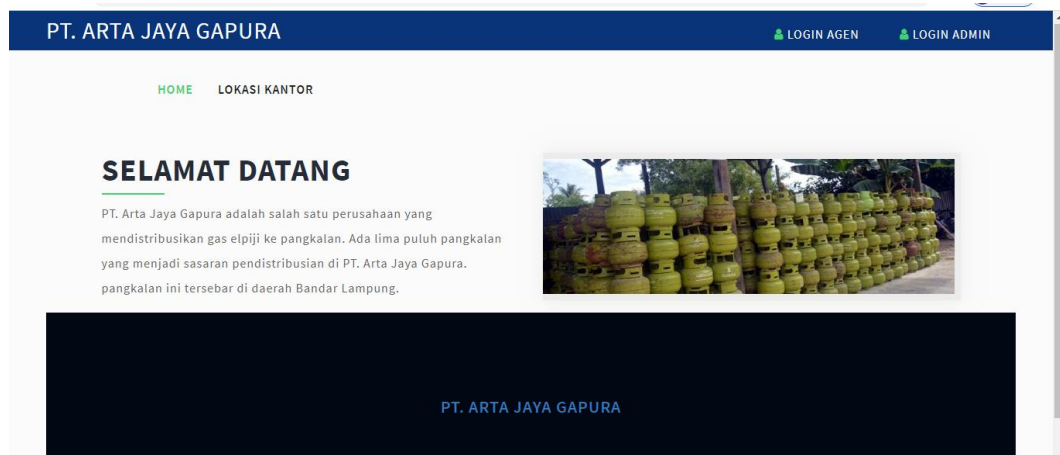 PT. ARTA JAYA GAPURA
LOGIN AGEN
LOGIN ADMIN
HOME
LOKASI KANTOR
SELAMAT DATANG
PT. Arta Jaya Gapura adalah salah satu perusahaan yang
mendistribusikan gas elpiji ke pangkalan. Ada lima puluh pangkalan
yang menjadi sasaran pendistribusian di PT. Arta Jaya Gapura.
pangkalan ini tersebar di daerah Bandar Lampung.
PT. ARTA JAYA GAPURA